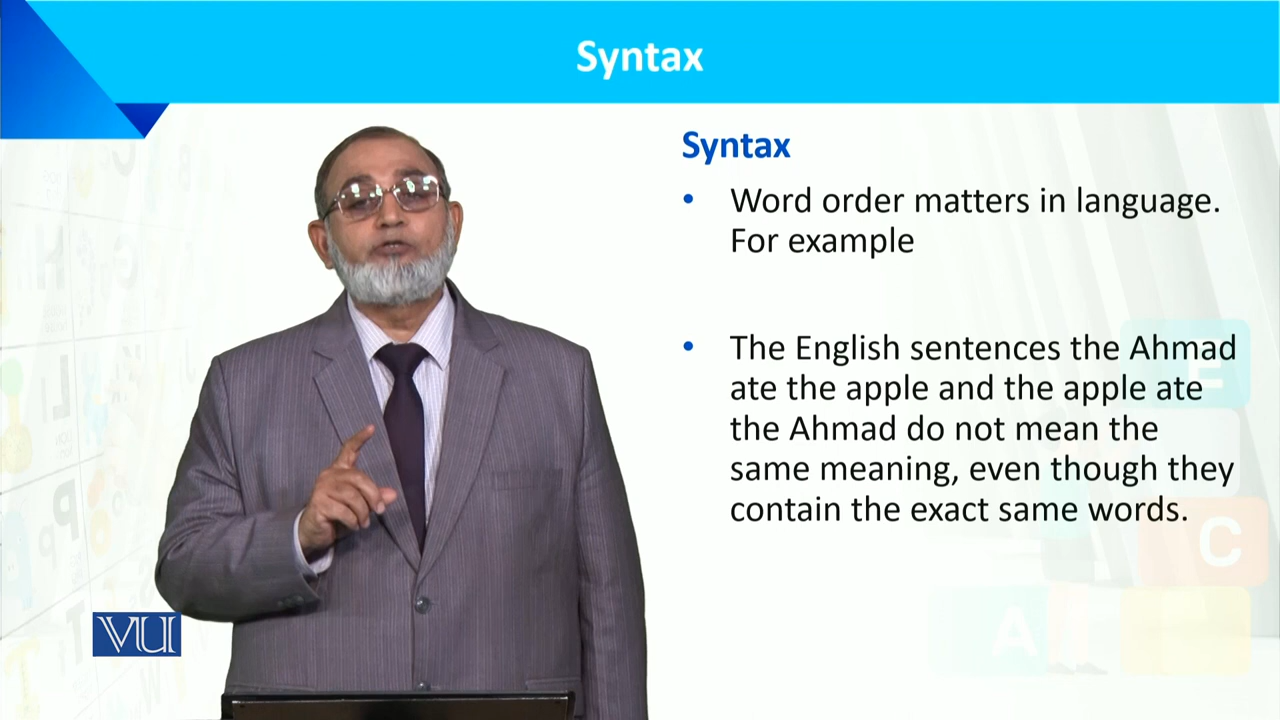 Syntax
Syntax
Word order matters in language.
For example
The English sentences the Ahmad
ate the apple and the apple ate
the Ahmad do not mean the
same meaning, even though they
contain the exact same words.
VU
E
C
A